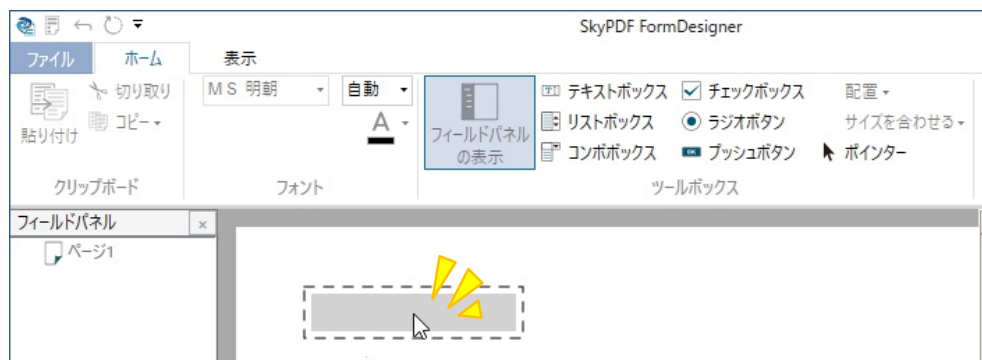 SkyPDF FormDesigner
ファイル ホーム 表示
切り取り MS 明朝 自動 テキストボックス チェックボックス 配置
貼り付け コピー A フィールドパネルの表示 リストボックス ラジオボタン サイズを合わせる
コンボボックス OK プッシュボタン ポインター
クリップボード フォント ツールボックス
フィールドパネル ×
ページ1